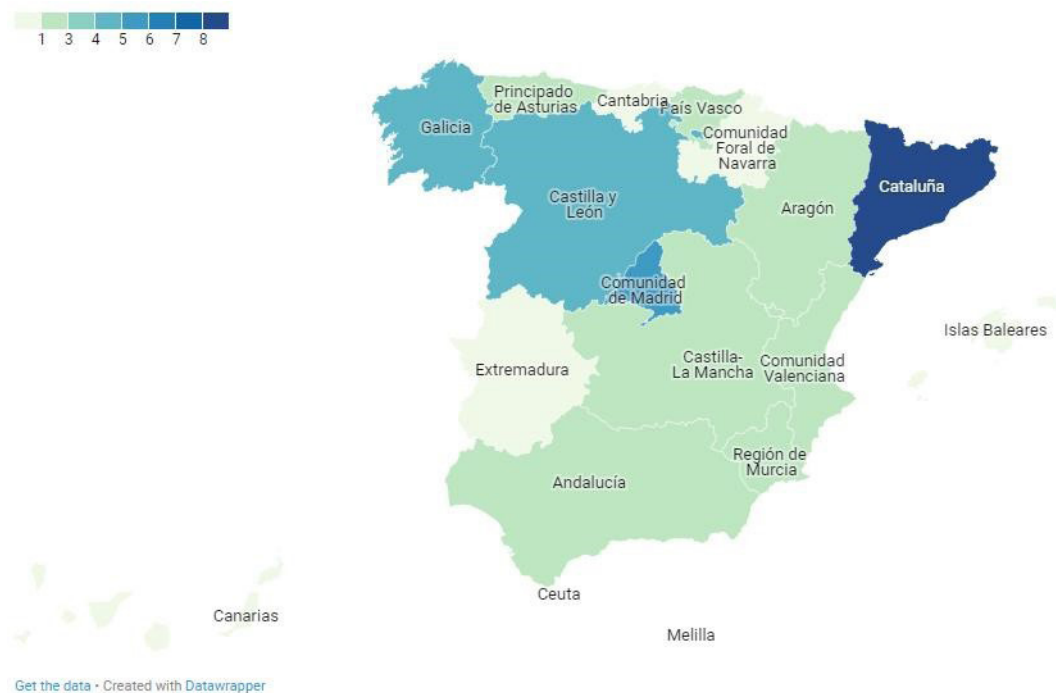 1 3 4 5 6 7 8
Principado
de Asturias
Cantabria
País Vasco
Galicia
Comunidad
Foral de
Navarra
Cataluña
Castilla y
León
Aragón
Comunidad
de Madrid
Islas Baleares
Extremadura
Castilla-
La Mancha
Comunidad
Valenciana
Región de
Murcia
Andalucía
Ceuta
Canarias
Melilla
Get the data • Created with Datawrapper